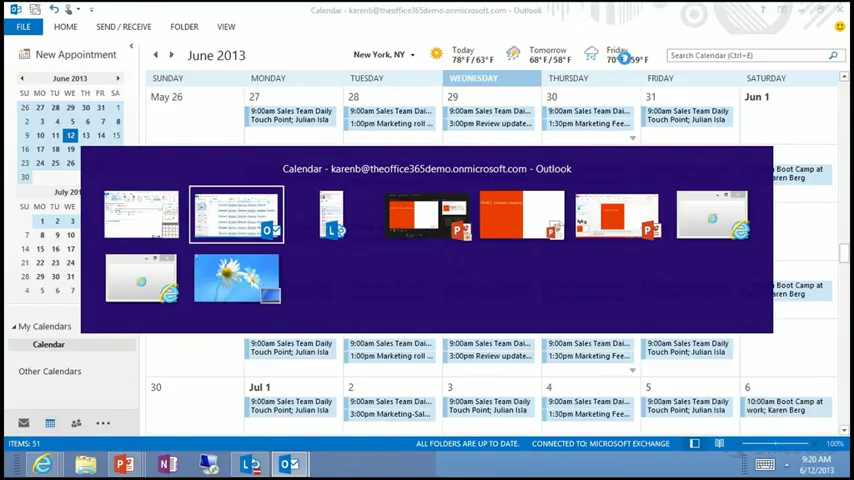 Calendar - karenb@theoffice365demo.onmicrosoft.com - Outlook
FILE HOME SEND / RECEIVE FOLDER VIEW
New Appointment
June 2013
New York, NY
Today
78°F / 63°F
Tomorrow
68°F / 58°F
Search Calendar (Ctrl+E)
June 2013
SU MO TU WE TH FR SA
26 27 28 29 30 31 1
2 3 4 5 6 7 8
9 10 11 12 13 14 15
16 17 18 19 20 21 22
23 24 25 26 27 28 29
30
SUNDAY MONDAY TUESDAY WEDNESDAY THURSDAY FRIDAY SATURDAY
May 26 27 28 29 30 31 Jun 1
9:00am Sales Team Daily
Touch Point; Julian Isla
9:00am Sales Team Dai...
1:00pm Marketing roll ...
9:00am Sales Team Dai...
3:00pm Review update...
9:00am Sales Team Dai...
1:30pm Marketing Fee...
9:00am Sales Team Daily
Touch Point; Julian Isla
Calendar - karenb@theoffice365demo.onmicrosoft.com - Outlook
Boot Camp at
Karen Berg
July 201
SU MO
1 2 3
7 8 9 10
14 15 16 17
21 22 23 24
28 29 30 31
4 5 6 7
Boot Camp at
aren Berg
My Calendars
Calendar
Other Calendars
9:00am Sales Team Daily
Touch Point; Julian Isla
9:00am Sales Team Dai...
1:00pm Marketing roll ...
9:00am Sales Team Dai...
3:00pm Review update...
9:00am Sales Team Dai...
1:30pm Marketing Fee...
9:00am Sales Team Daily
Touch Point; Julian Isla
30 Jul 1 2 3 4 5 6
9:00am Sales Team Daily
Touch Point; Julian Isla
9:00am Sales Team Dai...
3:00pm Marketing-Sal...
9:00am Sales Team Daily
Touch Point; Julian Isla
9:00am Sales Team Dai...
1:30pm Marketing Fee...
9:00am Sales Team Daily
Touch Point; Julian Isla
10:00am Boot Camp at
work; Karen Berg
ITEMS: 51
ALL FOLDERS ARE UP TO DATE. CONNECTED TO: MICROSOFT EXCHANGE
100%
9:20 AM
6/12/2013